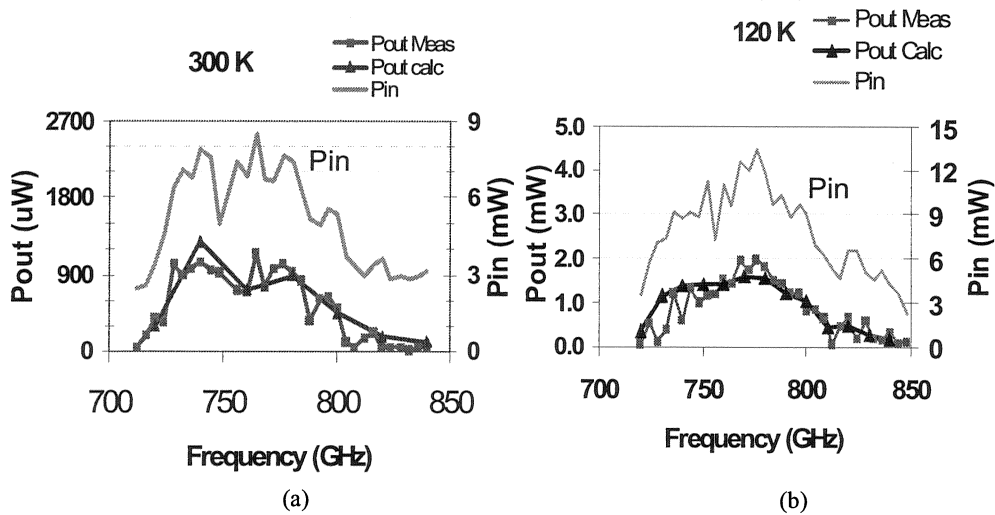 300 K
Pout Meas
Pout calc
Pin
2700
1800
900
0
Pout (uW)
9
6
3
0
Pin (mW)
Pin
700
750
800
850
Frequency (GHz)
(a)
120 K
Pout Meas
Pout Calc
Pin
5.0
4.0
3.0
2.0
1.0
0.0
Pout (mW)
15
12
9
6
3
0
Pin (mW)
Pin
700
750
800
850
Frequency (GHz)
(b)